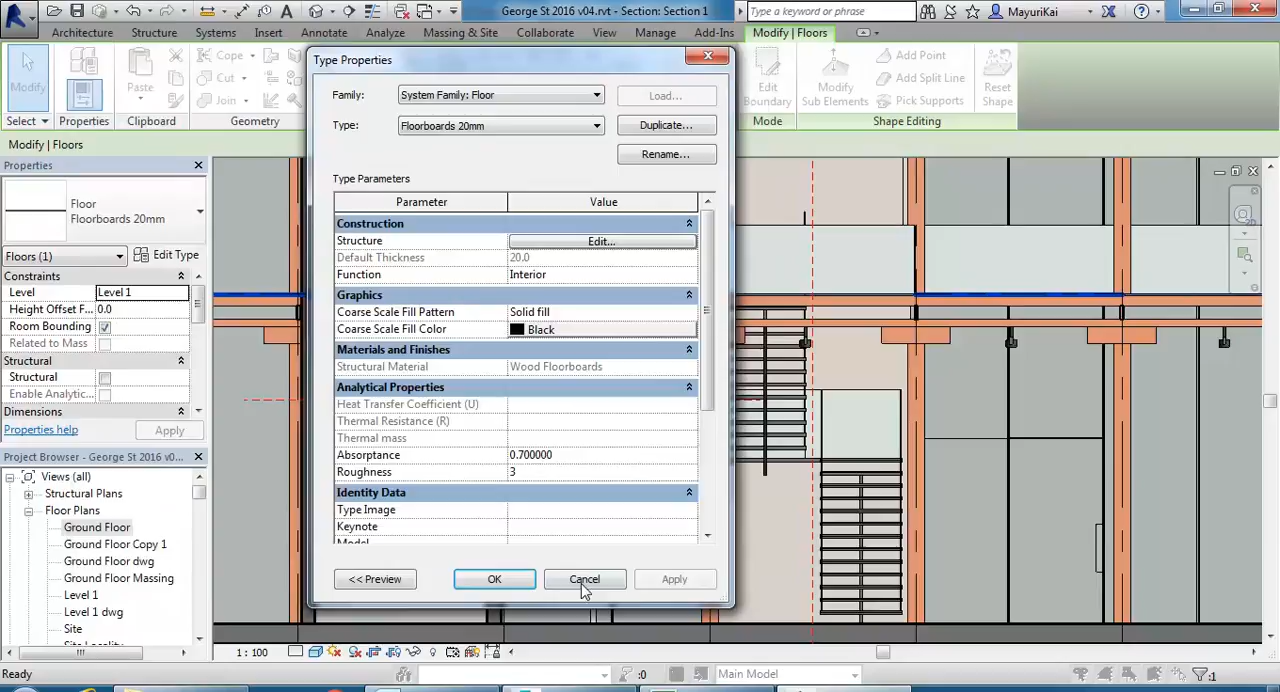 George St 2016 v04.rvt - Section: Section 1
Type a keyword or phrase
MayuriKai
Architecture
Structure
Systems
Insert
Annotate
Analyze
Massing & Site
Collaborate
View
Manage
Add-Ins
Modify | Floors
Modify
Paste
Cope
Cut
Join
Edit
Boundary
Modify
Sub Elements
Add Point
Add Split Line
Pick Supports
Reset
Shape
Select
Properties
Clipboard
Geometry
Mode
Shape Editing
Modify | Floors
Properties
Floor
Floorboards 20mm
Floors (1)
Edit Type
Constraints
Level
Level 1
Height Offset F...
0.0
Room Bounding
Related to Mass
Structural
Structural
Enable Analytic...
Dimensions
Properties help
Apply
Project Browser - George St 2016 v0...
Views (all)
Structural Plans
Floor Plans
Ground Floor
Ground Floor Copy 1
Ground Floor dwg
Ground Floor Massing
Level 1
Level 1 dwg
Site
Type Properties
Family:
System Family: Floor
Load...
Type:
Floorboards 20mm
Duplicate...
Rename...
Type Parameters
Parameter
Value
Construction
Structure
Edit...
Default Thickness
20.0
Function
Interior
Graphics
Coarse Scale Fill Pattern
Solid fill
Coarse Scale Fill Color
Black
Materials and Finishes
Structural Material
Wood Floorboards
Analytical Properties
Heat Transfer Coefficient (U)
Thermal Resistance (R)
Thermal mass
Absorptance
0.700000
Roughness
3
Identity Data
Type Image
Keynote
<< Preview
OK
Cancel
Apply
1 : 100
Ready
:0
Main Model
:1